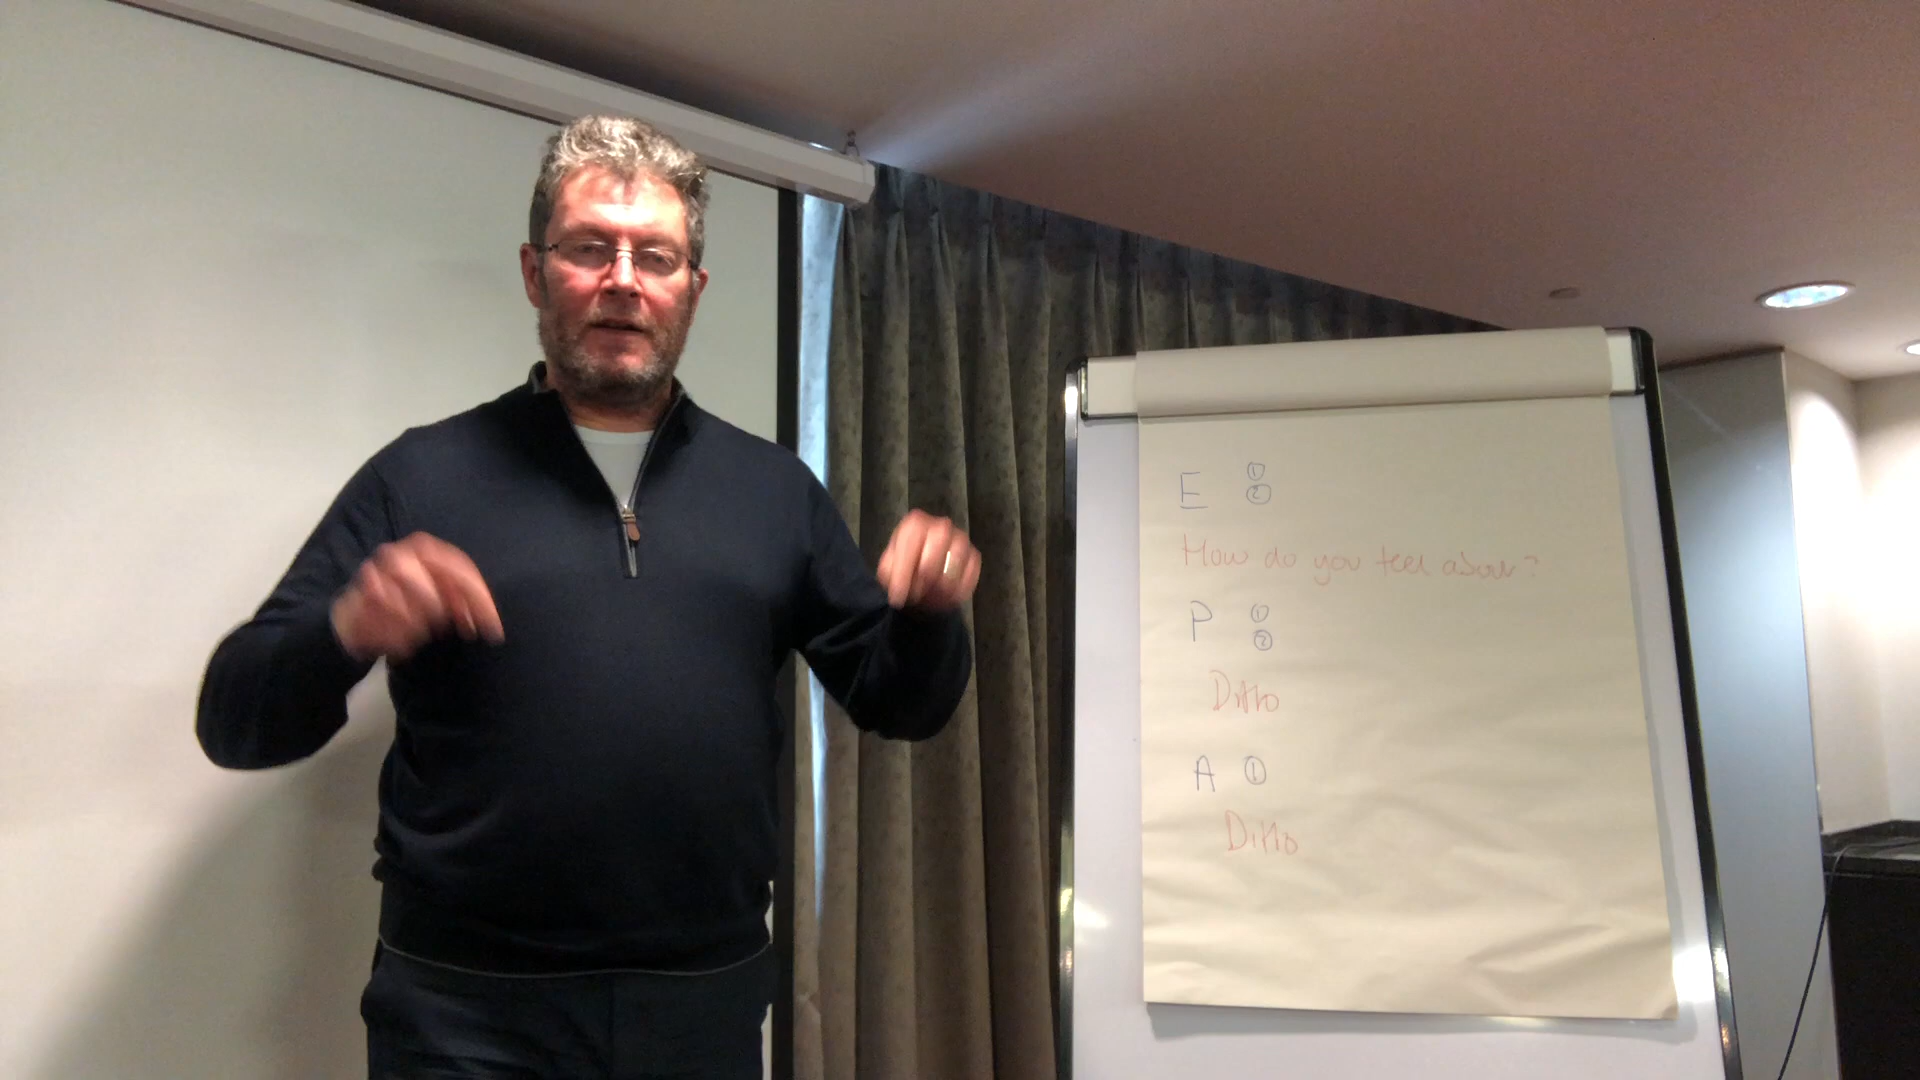 E ①
②
How do you feel about?
P ①
②
Ditto
A ①
Ditto